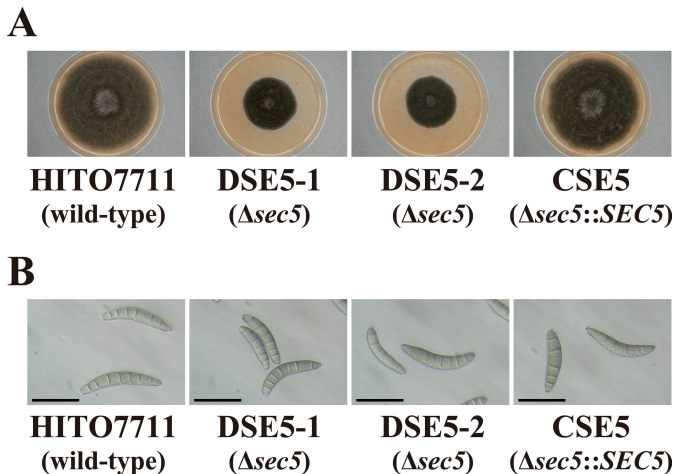 A
HITO7711 DSE5-1 DSE5-2 CSE5
(wild-type) (Δsec5) (Δsec5) (Δsec5::SEC5)
B
HITO7711 DSE5-1 DSE5-2 CSE5
(wild-type) (Δsec5) (Δsec5) (Δsec5::SEC5)